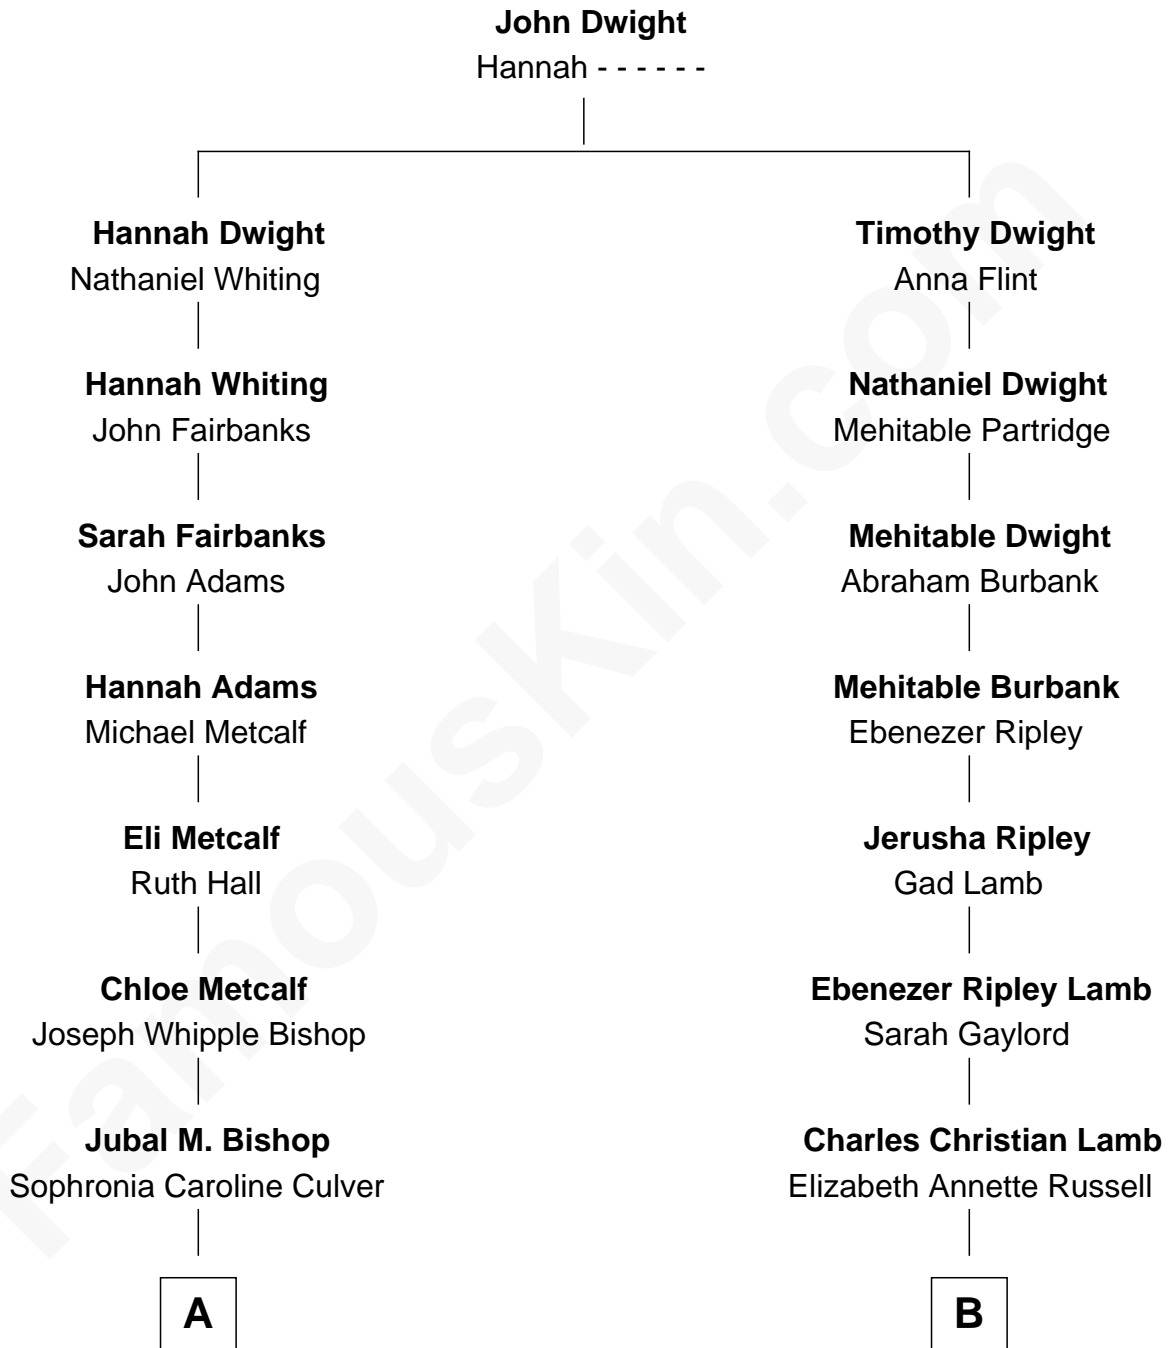 John Dwight
Hannah - - - - - -
Hannah Dwight
Nathaniel Whiting
Timothy Dwight
Anna Flint
Hannah Whiting
John Fairbanks
Nathaniel Dwight
Mehitable Partridge
Sarah Fairbanks
John Adams
Mehitable Dwight
Abraham Burbank
Hannah Adams
Michael Metcalf
Mehitable Burbank
Ebenezer Ripley
Eli Metcalf
Ruth Hall
Jerusha Ripley
Gad Lamb
Chloe Metcalf
Joseph Whipple Bishop
Ebenezer Ripley Lamb
Sarah Gaylord
Jubal M. Bishop
Sophronia Caroline Culver
Charles Christian Lamb
Elizabeth Annette Russell
A
B
FamousKin.com